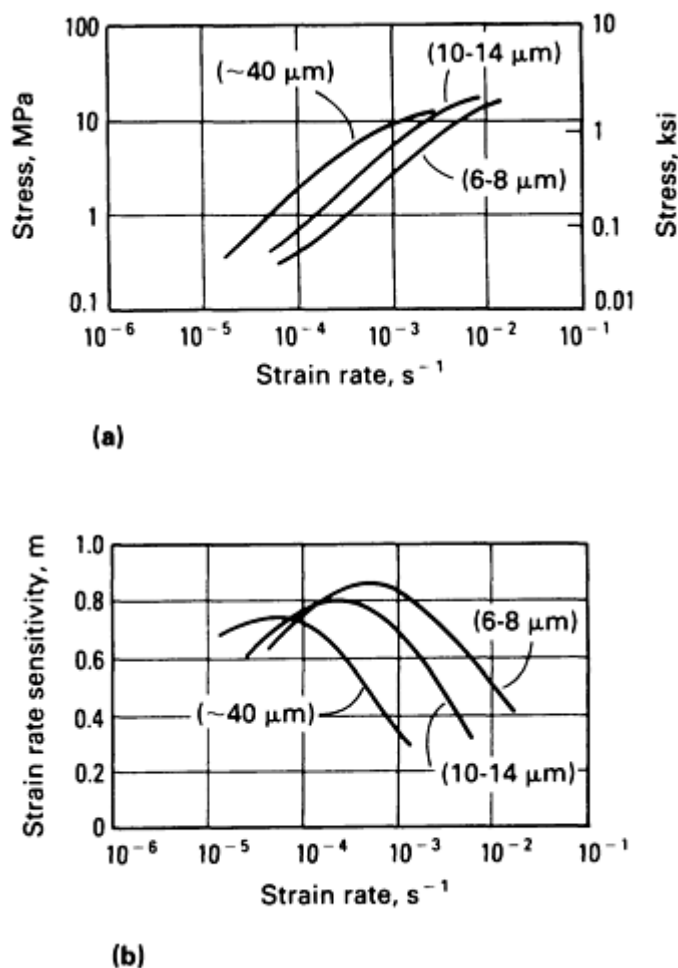 100
10
1
0.1
Stress, MPa
10
1
0.1
0.01
Stress, ksi
(~40 μm)
(10-14 μm)
(6-8 μm)
10⁻⁶ 10⁻⁵ 10⁻⁴ 10⁻³ 10⁻² 10⁻¹
Strain rate, s⁻¹
(a)
1.0
0.8
0.6
0.4
0.2
0
Strain rate sensitivity, m
(6-8 μm)
(~40 μm)
(10-14 μm)
10⁻⁶ 10⁻⁵ 10⁻⁴ 10⁻³ 10⁻² 10⁻¹
Strain rate, s⁻¹
(b)